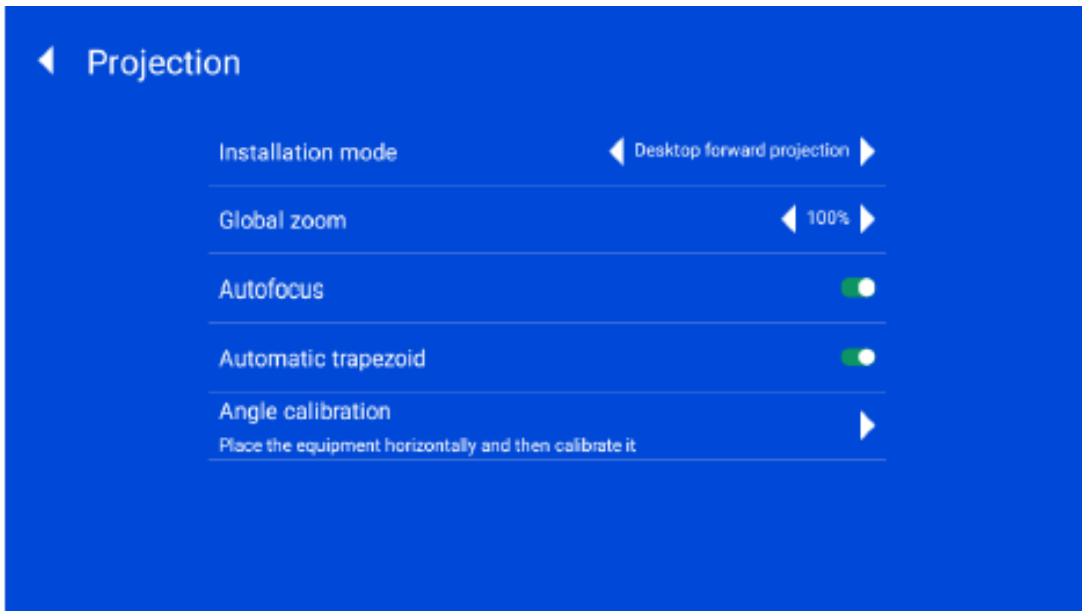 Projection
Installation mode
Desktop forward projection
Global zoom
100%
Autofocus
Automatic trapezoid
Angle calibration
Place the equipment horizontally and then calibrate it